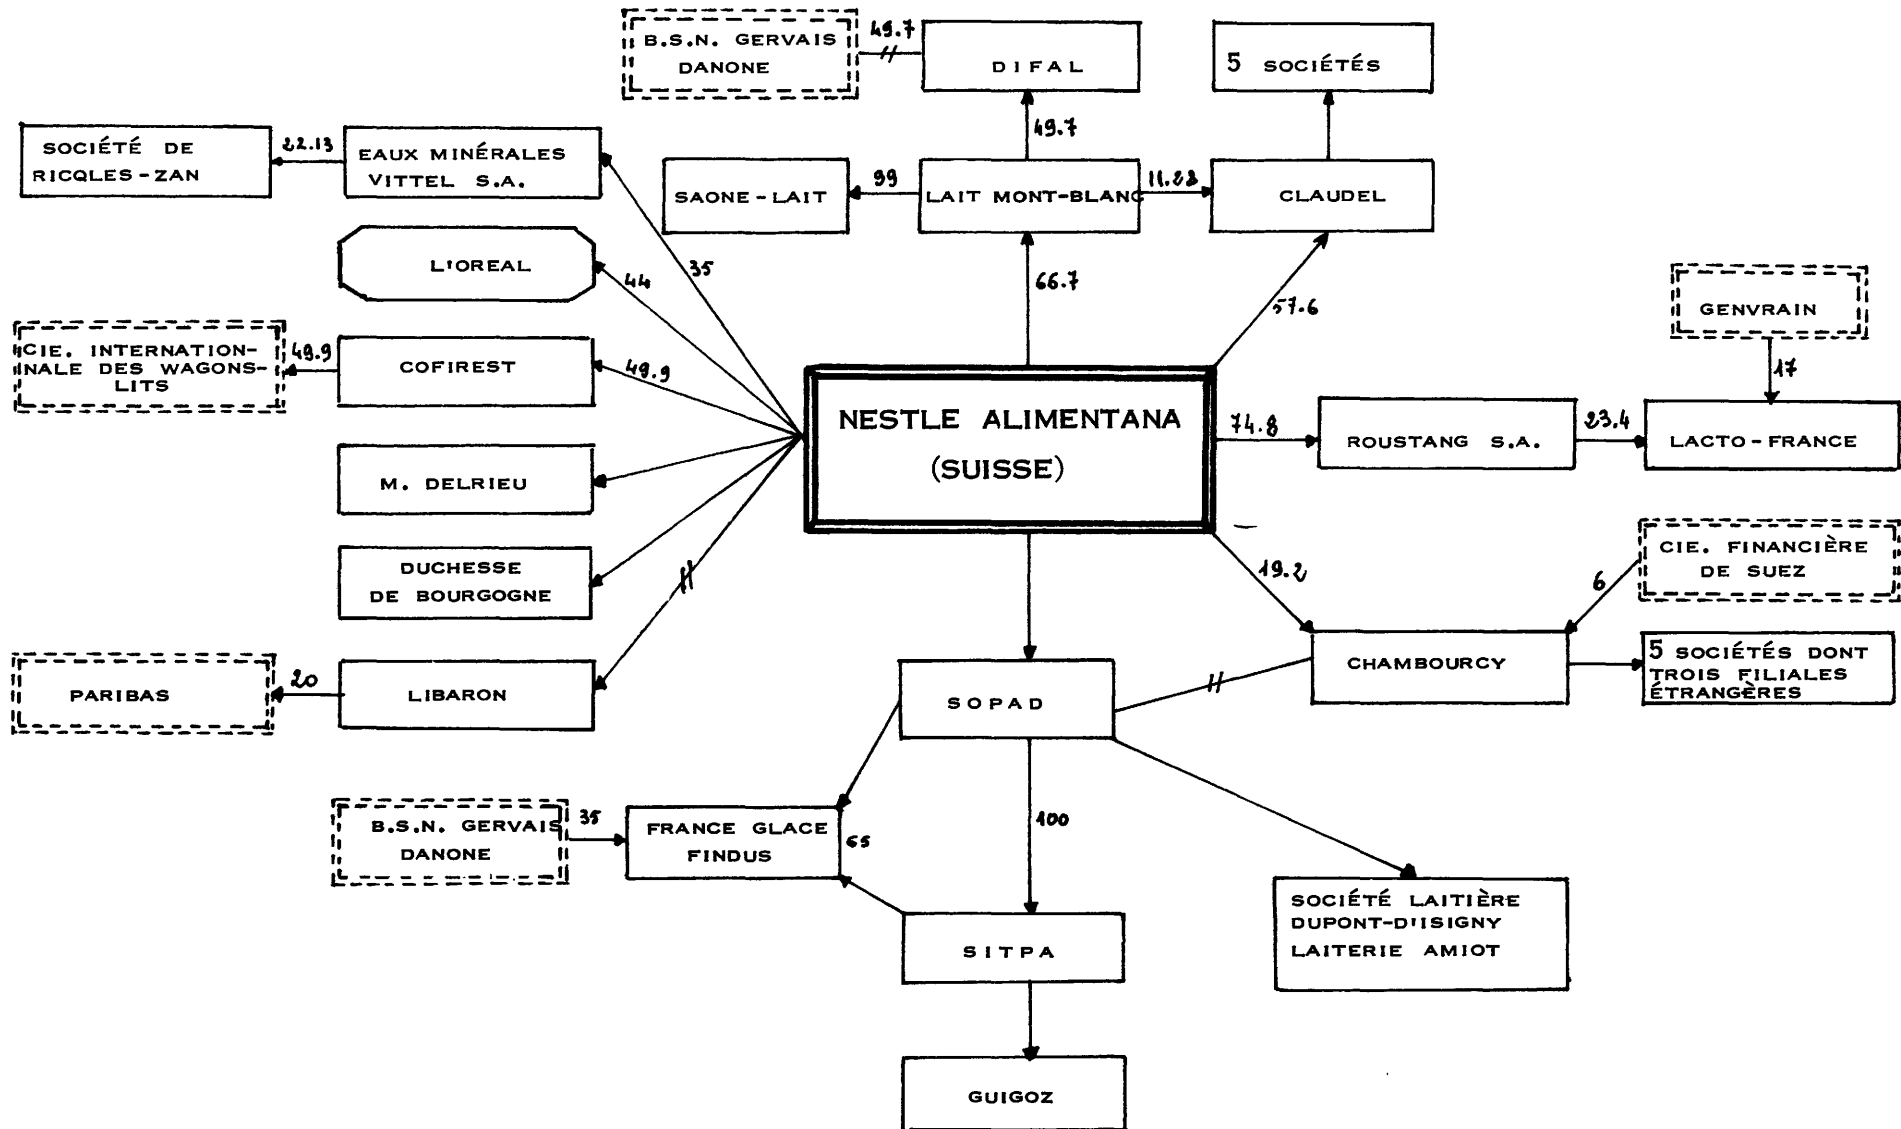 B.S.N. GERVAIS
DANONE
49.7
DIFAL
5 SOCIÉTÉS
49.7
SOCIÉTÉ DE
RICQLES-ZAN
22.13
EAUX MINÉRALES
VITTEL S.A.
SAONE-LAIT
99
LAIT MONT-BLANC
CLAUDEL
L'OREAL
44
35
66.7
57.6
GENVRAIN
17
CIE. INTERNATION-
NALE DES WAGONS-
LITS
49.9
COFIREST
49.9
NESTLE ALIMENTANA
(SUISSE)
74.8
ROUSTANG S.A.
23.4
LACTO-FRANCE
M. DELRIEU
DUCHESSE
DE BOURGOGNE
19.2
6
CIE. FINANCIÈRE
DE SUEZ
PARIBAS
20
LIBARON
SOPAD
CHAMBOURCY
5 SOCIÉTÉS DONT
TROIS FILIALES
ÉTRANGÈRES
B.S.N. GERVAIS
DANONE
35
FRANCE GLACE
FINDUS
65
100
SITPA
SOCIÉTÉ LAITIÈRE
DUPONT-D'ISIGNY
LAITERIE AMIOT
GUIGOZ